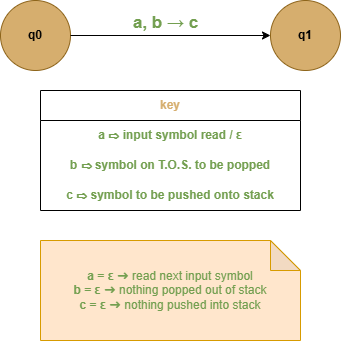 a, b → c
q0
q1
key
a ⇨ input symbol read / ε
b ⇨ symbol on T.O.S. to be popped
c ⇨ symbol to be pushed onto stack
a = ε ➔ read next input symbol
b = ε ➔ nothing popped out of stack
c = ε ➔ nothing pushed into stack